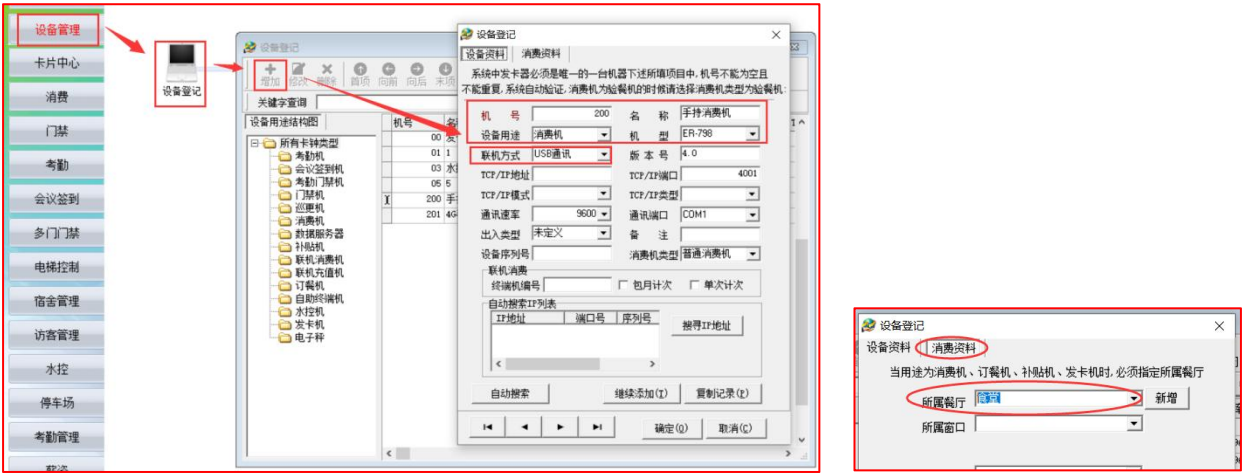 设备管理
卡片中心
消费
门禁
考勤
会议签到
多门门禁
电梯控制
宿舍管理
访客管理
水控
停车场
考勤管理
薪资
设备登记
设备登记
增加 修改 删除 首项 向前 向后 末项
关键字查询
设备用途结构图
所有卡钟类型
考勤机
会议签到机
考勤门禁机
门禁机
巡更机
消费机
数据服务器
补贴机
联机消费机
联机充值机
订餐机
自助终端机
水控机
发卡机
电子秤
机号
00 发
01 1
03 水
05 5
200 手
201 4G
设备登记
设备资料 消费资料
系统中发卡器必须是唯一的一台机器下述所填项目中, 机号不能为空且
不能重复, 系统自动验证, 消费机为验餐机的时候请选择消费机类型为验餐机:
机 号 200 名 称 手持消费机
设备用途 消费机 机 型 ER-798
联机方式 USB通讯 版 本 号 4.0
TCP/IP地址 TCP/IP端口 4001
TCP/IP模式 TCP/IP类型
通讯速率 9600 通讯端口 COM1
出入类型 未定义 备 注
设备序列号 消费机类型 普通消费机
联机消费
终端机编号 包月计次 单次计次
自动搜索IP列表
IP地址 端口号 序列号 搜寻IP地址
自动搜索 继续添加(I) 复制记录(P)
确定(O) 取消(C)
设备登记
设备资料 消费资料
当用途为消费机、订餐机、补贴机、发卡机时, 必须指定所属餐厅
所属餐厅 食堂 新增
所属窗口